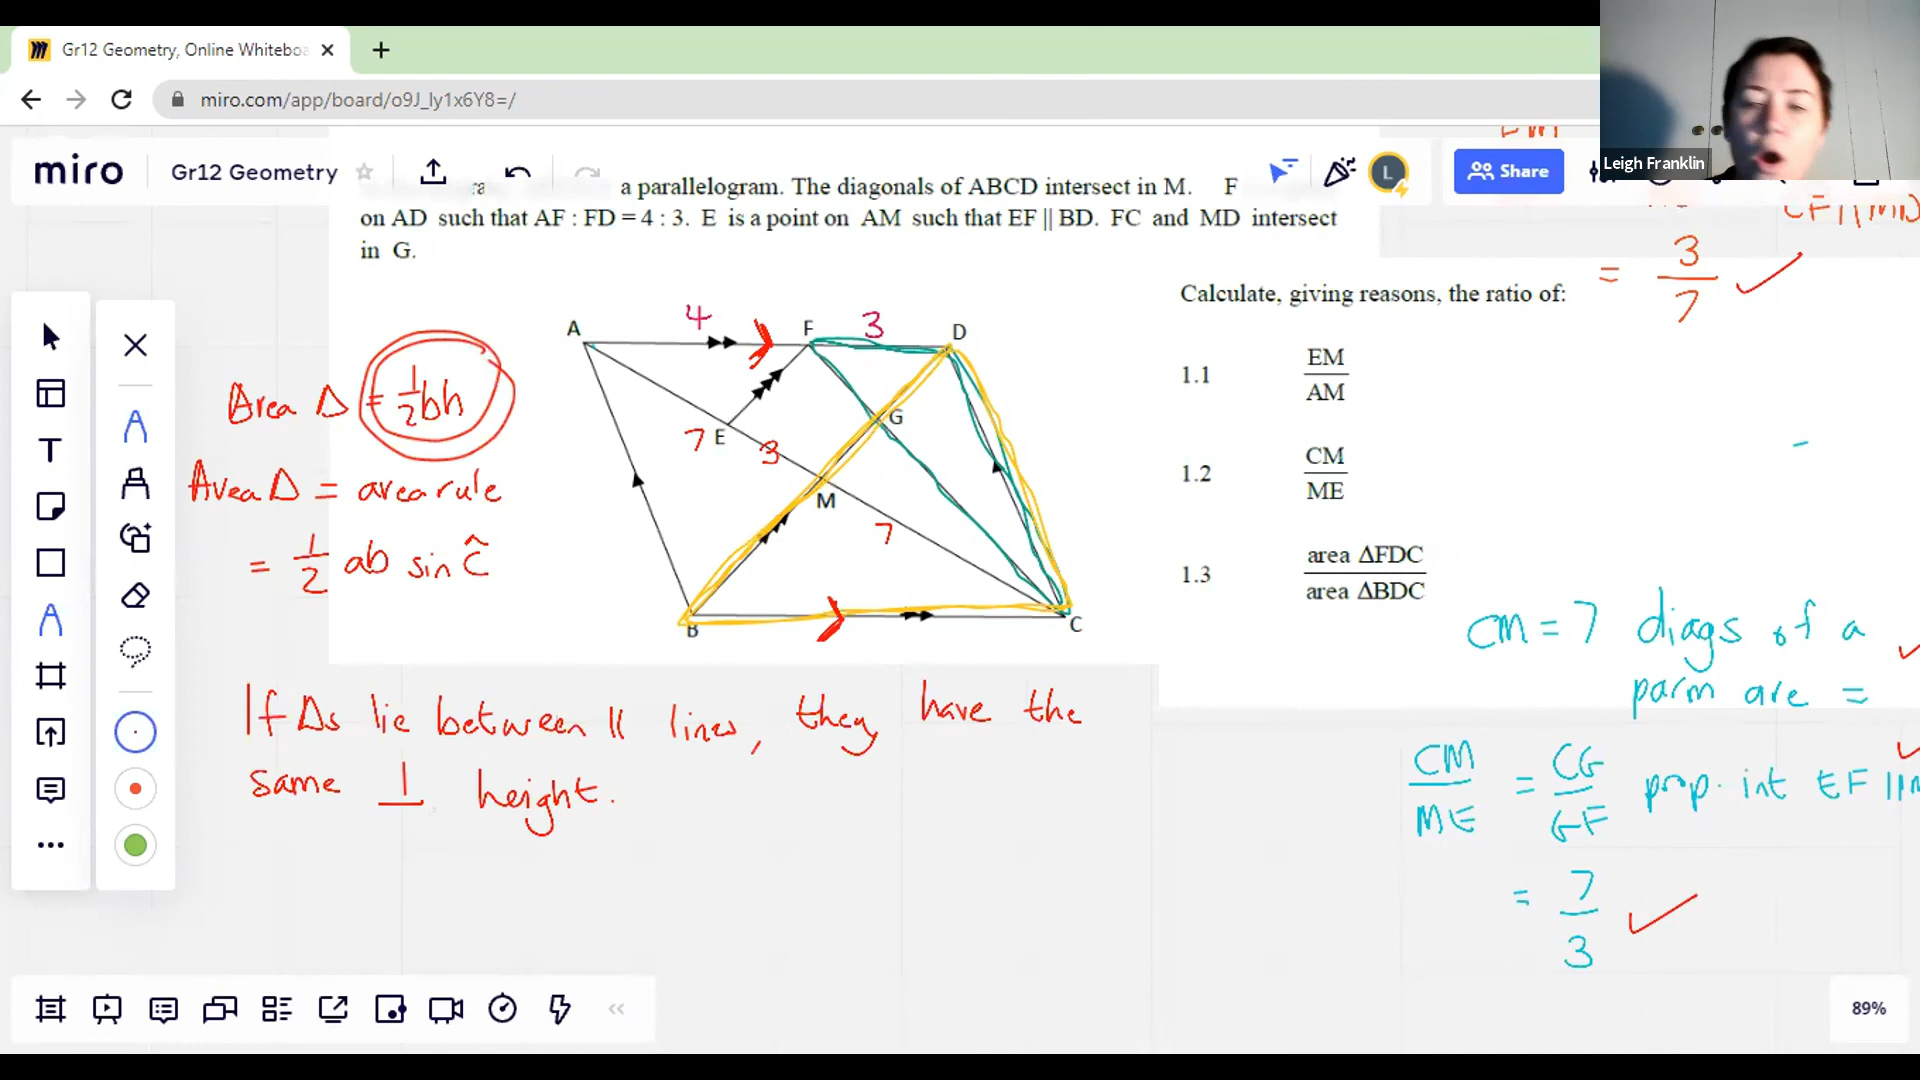 Gr12 Geometry, Online Whitebo
miro.com/app/board/o9J_ly1x6Y8=/
Leigh Franklin
miro
Gr12 Geometry
L
Share
a parallelogram. The diagonals of ABCD intersect in M. F
on AD such that AF : FD = 4 : 3. E is a point on AM such that EF || BD. FC and MD intersect
in G.
EF || MD
= 3/7 ✓
Calculate, giving reasons, the ratio of:
1.1 EM/AM
1.2 CM/ME
1.3 area ΔFDC/area ΔBDC
A 4 F 3 D
G
7 E 3
M
7
B C
Area Δ = 1/2 bh
Area Δ = area rule
= 1/2 ab sin Ĉ
If Δs lie between || lines, they have the
same ⊥ height.
CM = 7 diags of a
parm are =
CM/ME = CG/GF prop. int EF ||
= 7/3 ✓
89%